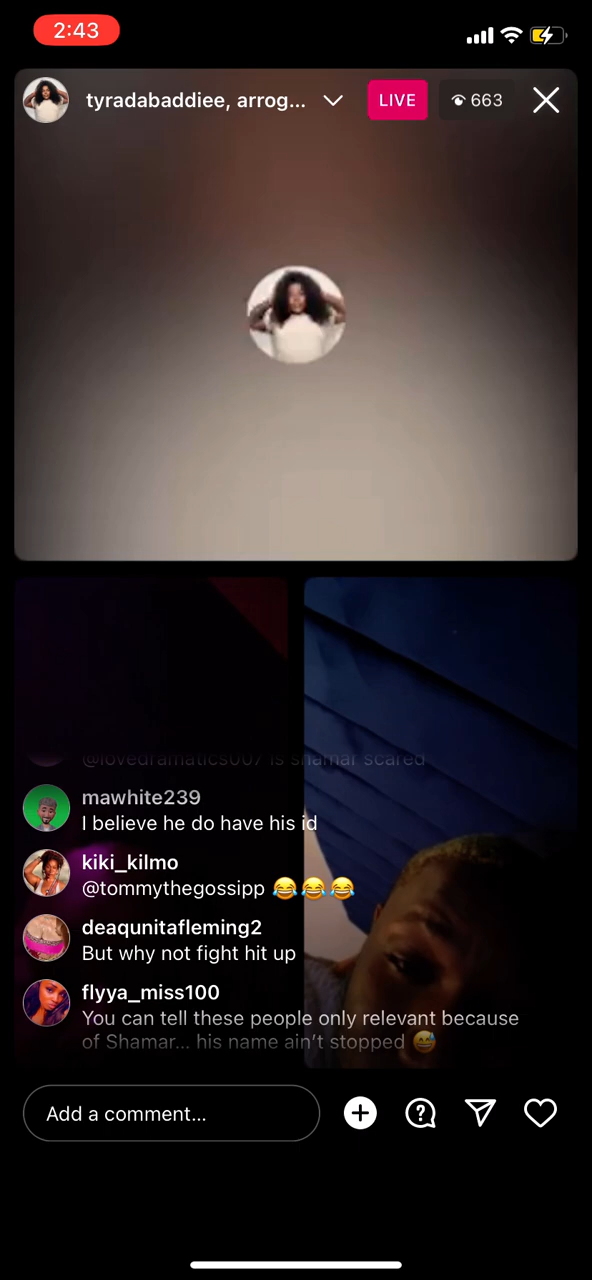 2:43
tyradabaddiee, arrog...
LIVE
663
@lovedramatics007 is shamar scared
mawhite239
I believe he do have his id
kiki_kilmo
@tommythegossipp 😂😂😂
deaqunitafleming2
But why not fight hit up
flyya_miss100
You can tell these people only relevant because
of Shamar... his name ain't stopped 😅
Add a comment...